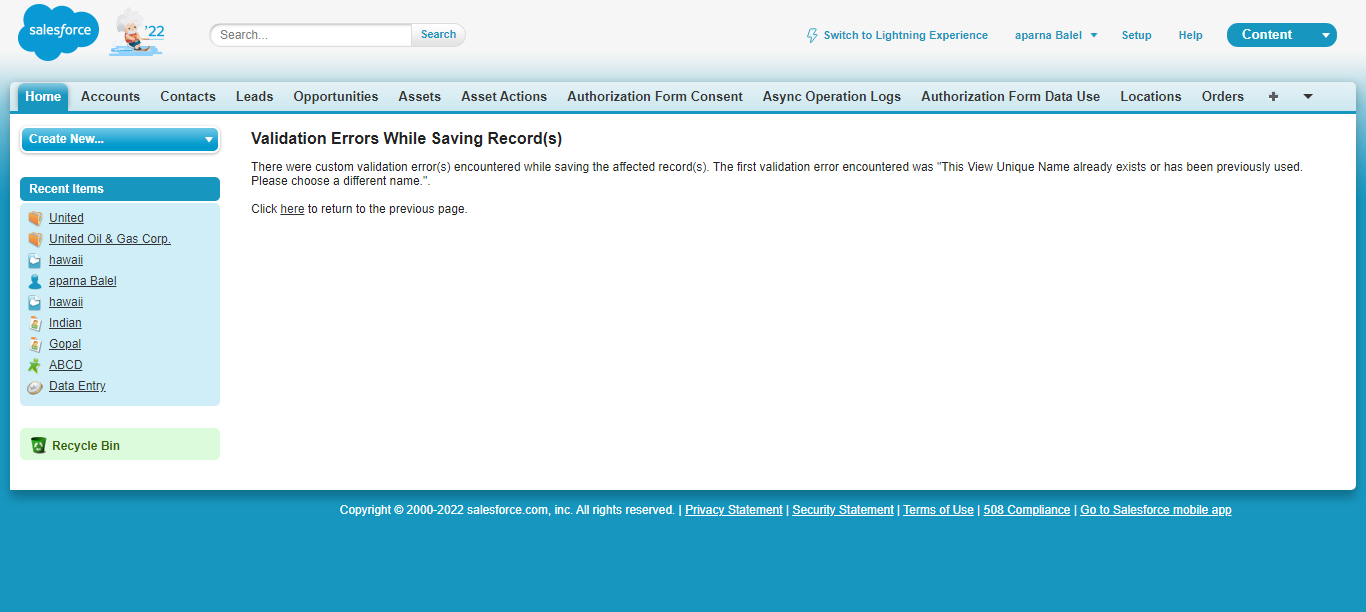 salesforce
'22
Search...
Search
Switch to Lightning Experience
aparna Balel
Setup
Help
Content
Home
Accounts
Contacts
Leads
Opportunities
Assets
Asset Actions
Authorization Form Consent
Async Operation Logs
Authorization Form Data Use
Locations
Orders
Create New...
Recent Items
United
United Oil & Gas Corp.
hawaii
aparna Balel
hawaii
Indian
Gopal
ABCD
Data Entry
Recycle Bin
Validation Errors While Saving Record(s)
There were custom validation error(s) encountered while saving the affected record(s). The first validation error encountered was "This View Unique Name already exists or has been previously used.
Please choose a different name.".
Click here to return to the previous page.
Copyright © 2000-2022 salesforce.com, inc. All rights reserved. | Privacy Statement | Security Statement | Terms of Use | 508 Compliance | Go to Salesforce mobile app